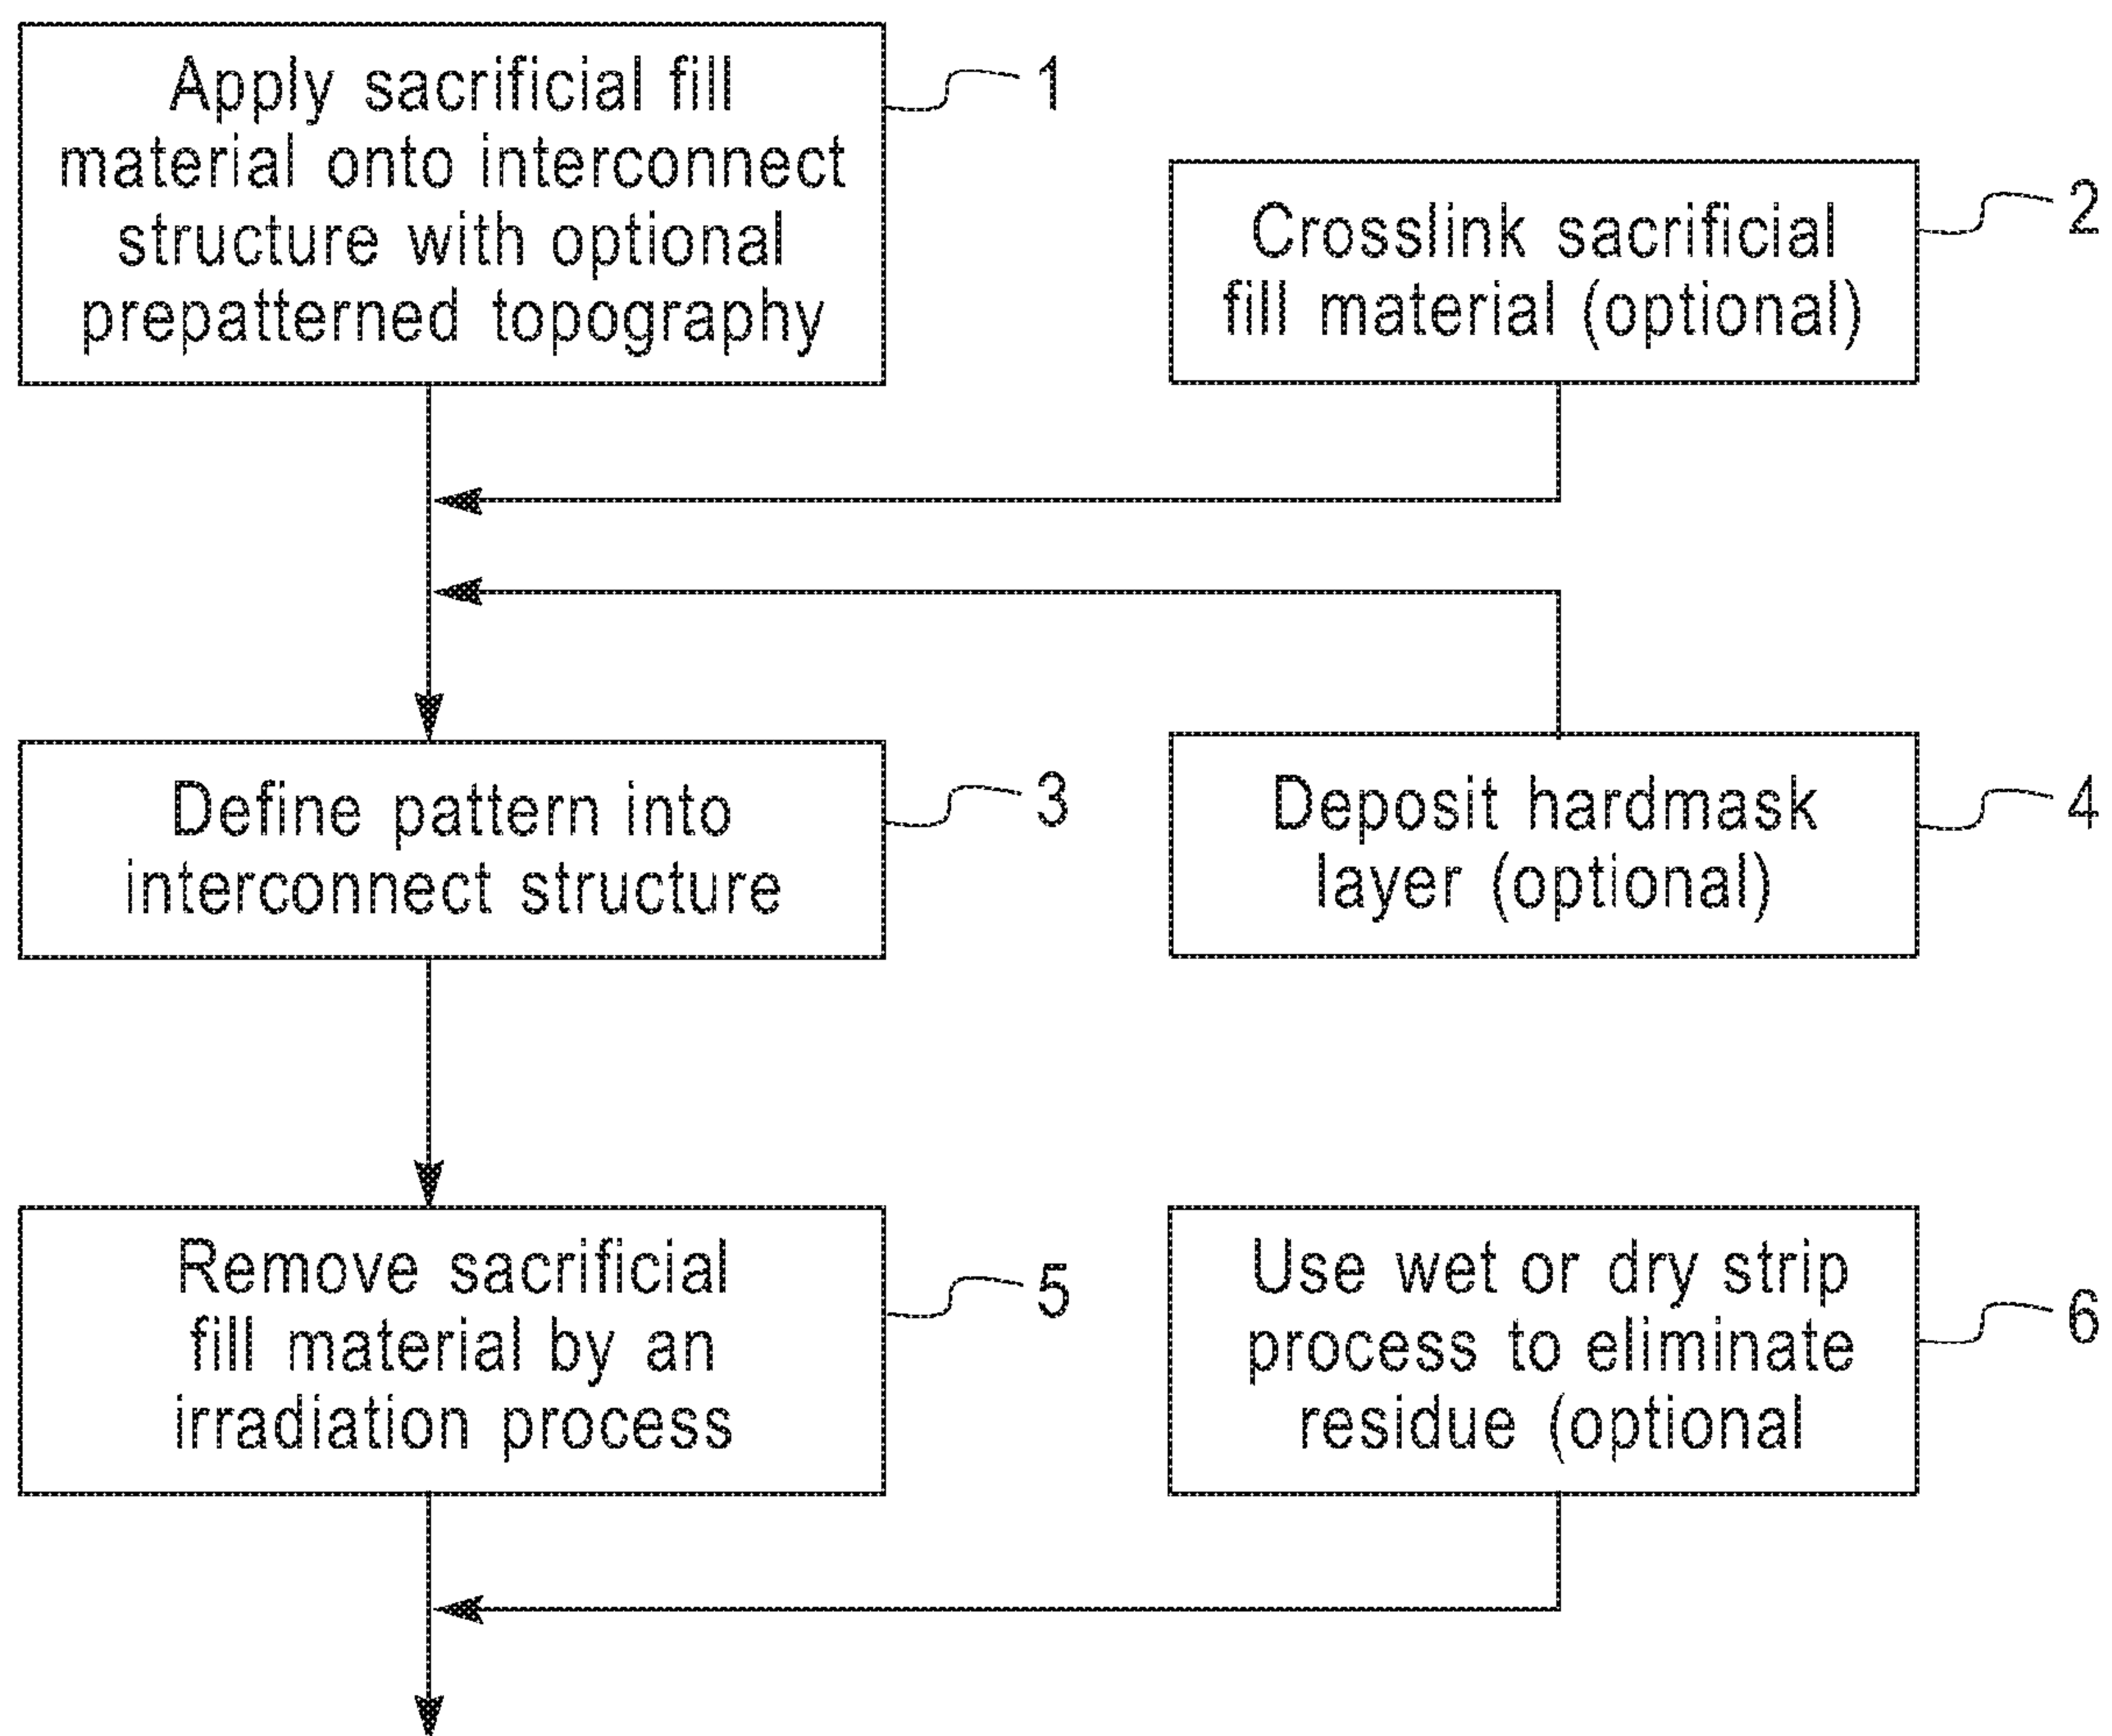 Apply sacrificial fill
material onto interconnect
structure with optional
prepatterned topography
1
Crosslink sacrificial
fill material (optional)
2
Define pattern into
interconnect structure
3
Deposit hardmask
layer (optional)
4
Remove sacrificial
fill material by an
irradiation process
5
Use wet or dry strip
process to eliminate
residue (optional
6